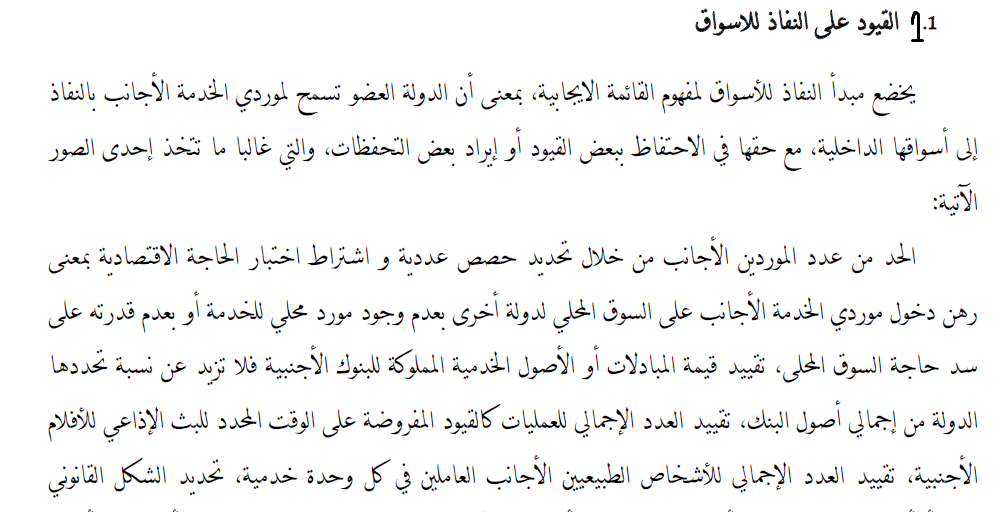 1.1 القيود على النفاذ للاسواق
يخضع مبدأ النفاذ للأسواق لمفهوم القائمة الايجابية، بمعنى أن الدولة العضو تسمح لموردي الخدمة الأجانب بالنفاذ
إلى أسواقها الداخلية، مع حقها في الاحتفاظ ببعض القيود أو إيراد بعض التحفظات، والتي غالبا ما تتخذ إحدى الصور
الآتية:
الحد من عدد الموردين الأجانب من خلال تحديد حصص عددية و اشتراط اختبار الحاجة الاقتصادية بمعنى
رهن دخول موردي الخدمة الأجانب على السوق المحلي لدولة أخرى بعدم وجود مورد محلي للخدمة أو بعدم قدرته على
سد حاجة السوق المحلى، تقييد قيمة المبادلات أو الأصول الخدمية المملوكة للبنوك الأجنبية فلا تزيد عن نسبة تحددها
الدولة من إجمالي أصول البنك، تقييد العدد الإجمالي للعمليات كالقيود المفروضة على الوقت المحدد للبث الإذاعي للأفلام
الأجنبية، تقييد العدد الإجمالي للأشخاص الطبيعيين الأجانب العاملين في كل وحدة خدمية، تحديد الشكل القانوني